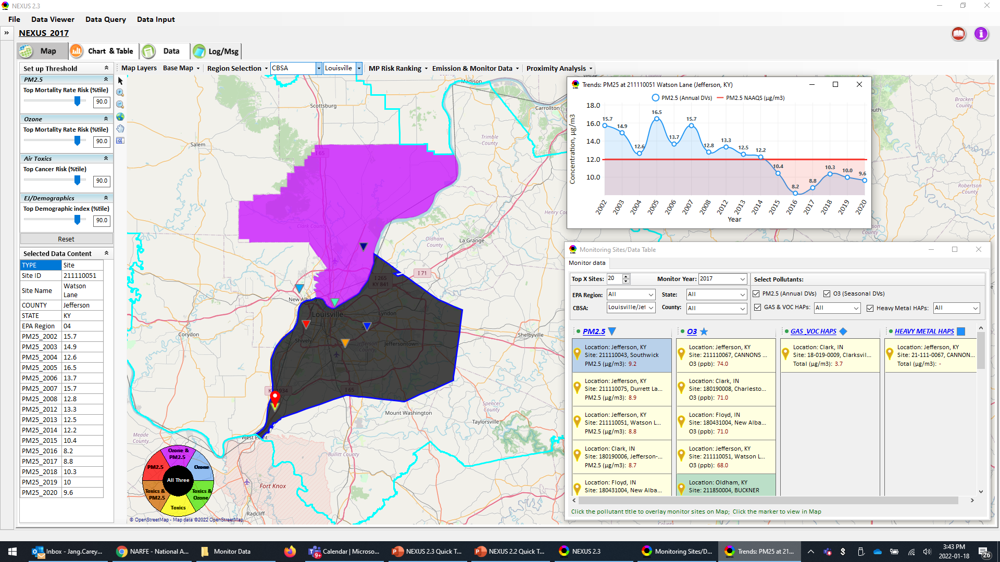 NEXUS 2.3
File Data Viewer Data Query Data Input
»
NEXUS_2017
Map Chart & Table Data Log/Msg
Set up Threshold
PM2.5
Top Mortality Rate Risk (%tile)
90.0
Ozone
Top Mortality Rate Risk (%tile)
90.0
Air Toxics
Top Cancer Risk (%tile)
90.0
EJ/Demographics
Top Demographic index (%tile)
90.0
Reset
Selected Data Content
TYPE Site
Site ID 211110051
Site Name Watson Lane
COUNTY Jefferson
STATE KY
EPA Region 04
PM25_2002 15.7
PM25_2003 14.9
PM25_2004 12.6
PM25_2005 16.5
PM25_2006 13.7
PM25_2007 15.7
PM25_2008 12.8
PM25_2012 13.3
PM25_2013 12.5
PM25_2014 12.2
PM25_2015 10.4
PM25_2016 8.2
PM25_2017 8.8
PM25_2018 10.3
PM25_2019 10
PM25_2020 9.6
Map Layers Base Map Region Selection CBSA Louisville MP Risk Ranking Emission & Monitor Data Proximity Analysis
Madison
Scottsburg
Carrollton
Trimble County
Salem
I 65
Henry County
Clark County
Oldham County
La Grange
I 71
I 265
KY 841
New Albany
Louisville
Lyndon
Corydon
Shively
Jefferson County
Jeffersontown
Shelbyville
I 65
Spencer County
Mount Washington
Taylorsville
Meade County
West Point
Bullitt County
Fort Knox
Radcliff
Bracken County
Robertson County
Ozone & PM2.5
PM2.5
Ozone
All Three
Toxics & PM2.5
Toxics & Ozone
Toxics
© OpenStreetMap - Map data ©2022 OpenStreetMap
Trends: PM25 at 211110051 Watson Lane (Jefferson, KY)
PM2.5 (Annual DVs) PM2.5 NAAQS (µg/m3)
Concentration, µg/m3
18.0
16.0
14.0
12.0
10.0
15.7 14.9 12.6 16.5 13.7 15.7 12.8 13.3 12.5 12.2 10.4 8.2 8.8 10.3 10.0 9.6
2002 2003 2004 2005 2006 2007 2008 2012 2013 2014 2015 2016 2017 2018 2019 2020
Year
Monitoring Sites/Data Table
Monitor data
Top X Sites: 20 Monitor Year: 2017 Select Pollutants:
EPA Region: All State: All PM2.5 (Annual DVs) O3 (Seasonal DVs)
CBSA: Louisville/Jef County: All GAS & VOC HAPs: All Heavy Metal HAPs: All
PM2.5
Location: Jefferson, KY
Site: 211110043, Southwick
PM2.5 (µg/m3): 9.2
Location: Jefferson, KY
Site: 211110075, Durrett La...
PM2.5 (µg/m3): 8.9
Location: Jefferson, KY
Site: 211110051, Watson L...
PM2.5 (µg/m3): 8.8
Location: Clark, IN
Site: 180190006, Jefferson-...
PM2.5 (µg/m3): 8.7
Location: Floyd, IN
Site: 180431004, New Alba...
O3
Location: Jefferson, KY
Site: 211110067, CANNONS ...
O3 (ppb): 74.0
Location: Clark, IN
Site: 180190008, Charlesto...
O3 (ppb): 71.0
Location: Floyd, IN
Site: 180431004, New Alba...
O3 (ppb): 71.0
Location: Jefferson, KY
Site: 211110051, Watson L...
O3 (ppb): 68.0
Location: Oldham, KY
Site: 211850004, BUCKNER
GAS_VOC HAPS
Location: Clark, IN
Site: 18-019-0009, Clarksvil...
Total (µg/m3): 3.7
HEAVY METAL HAPS
Location: Jefferson, KY
Site: 21-111-0067, CANNON...
Total (µg/m3): -
Click the pollutant title to overlay monitor sites on Map; Click the marker to view in Map
Inbox - Jang.Carey...
NARFE - National A...
Monitor Data
Calendar | Microso...
9+
NEXUS 2.3 Quick T...
NEXUS 2.2 Quick T...
NEXUS 2.3
Monitoring Sites/D...
Trends: PM25 at 21...
3:43 PM
2022-01-18
26